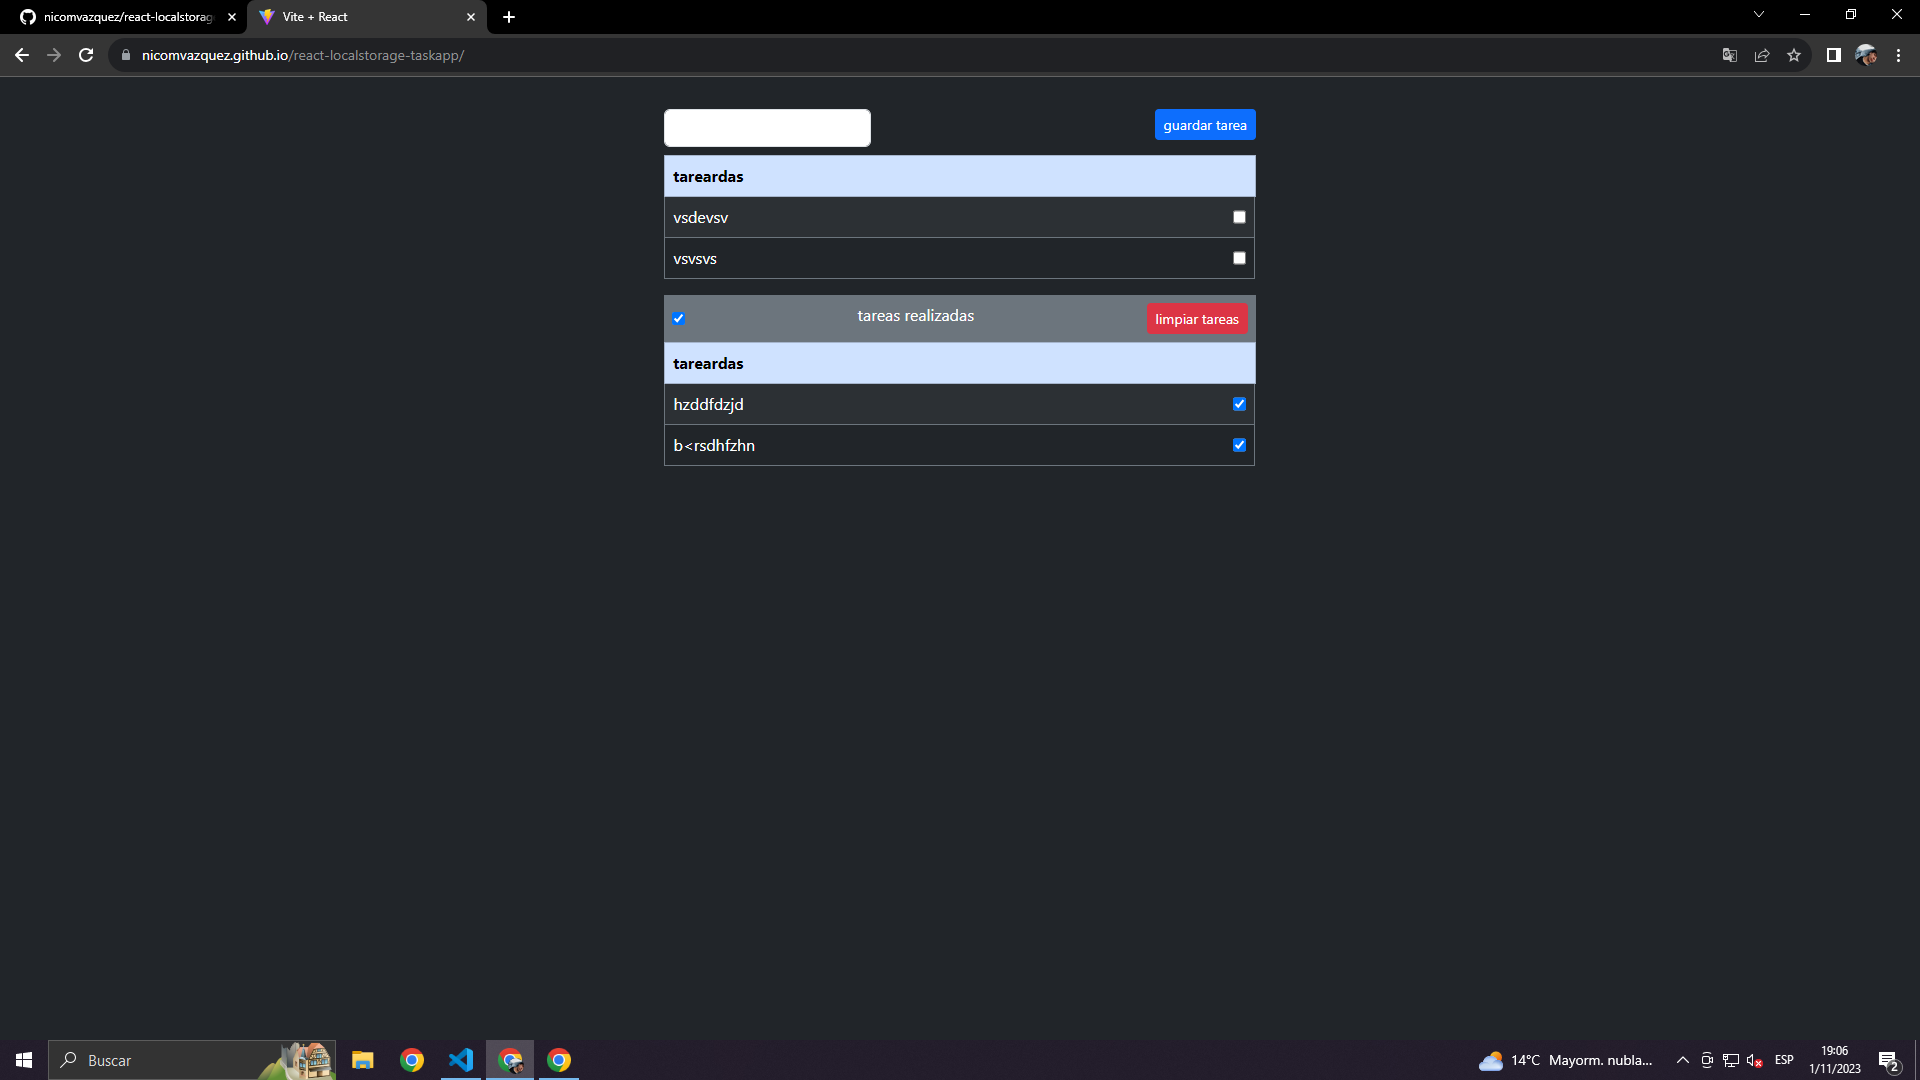 nicomvazquez/react-localstorag
Vite + React
nicomvazquez.github.io/react-localstorage-taskapp/
guardar tarea
tareardas
vsdevsv
vsvsvs
tareas realizadas
limpiar tareas
tareardas
hzddfdzjd
b<rsdhfzhn
Buscar
14°C Mayorm. nubla...
ESP
19:06
1/11/2023
2